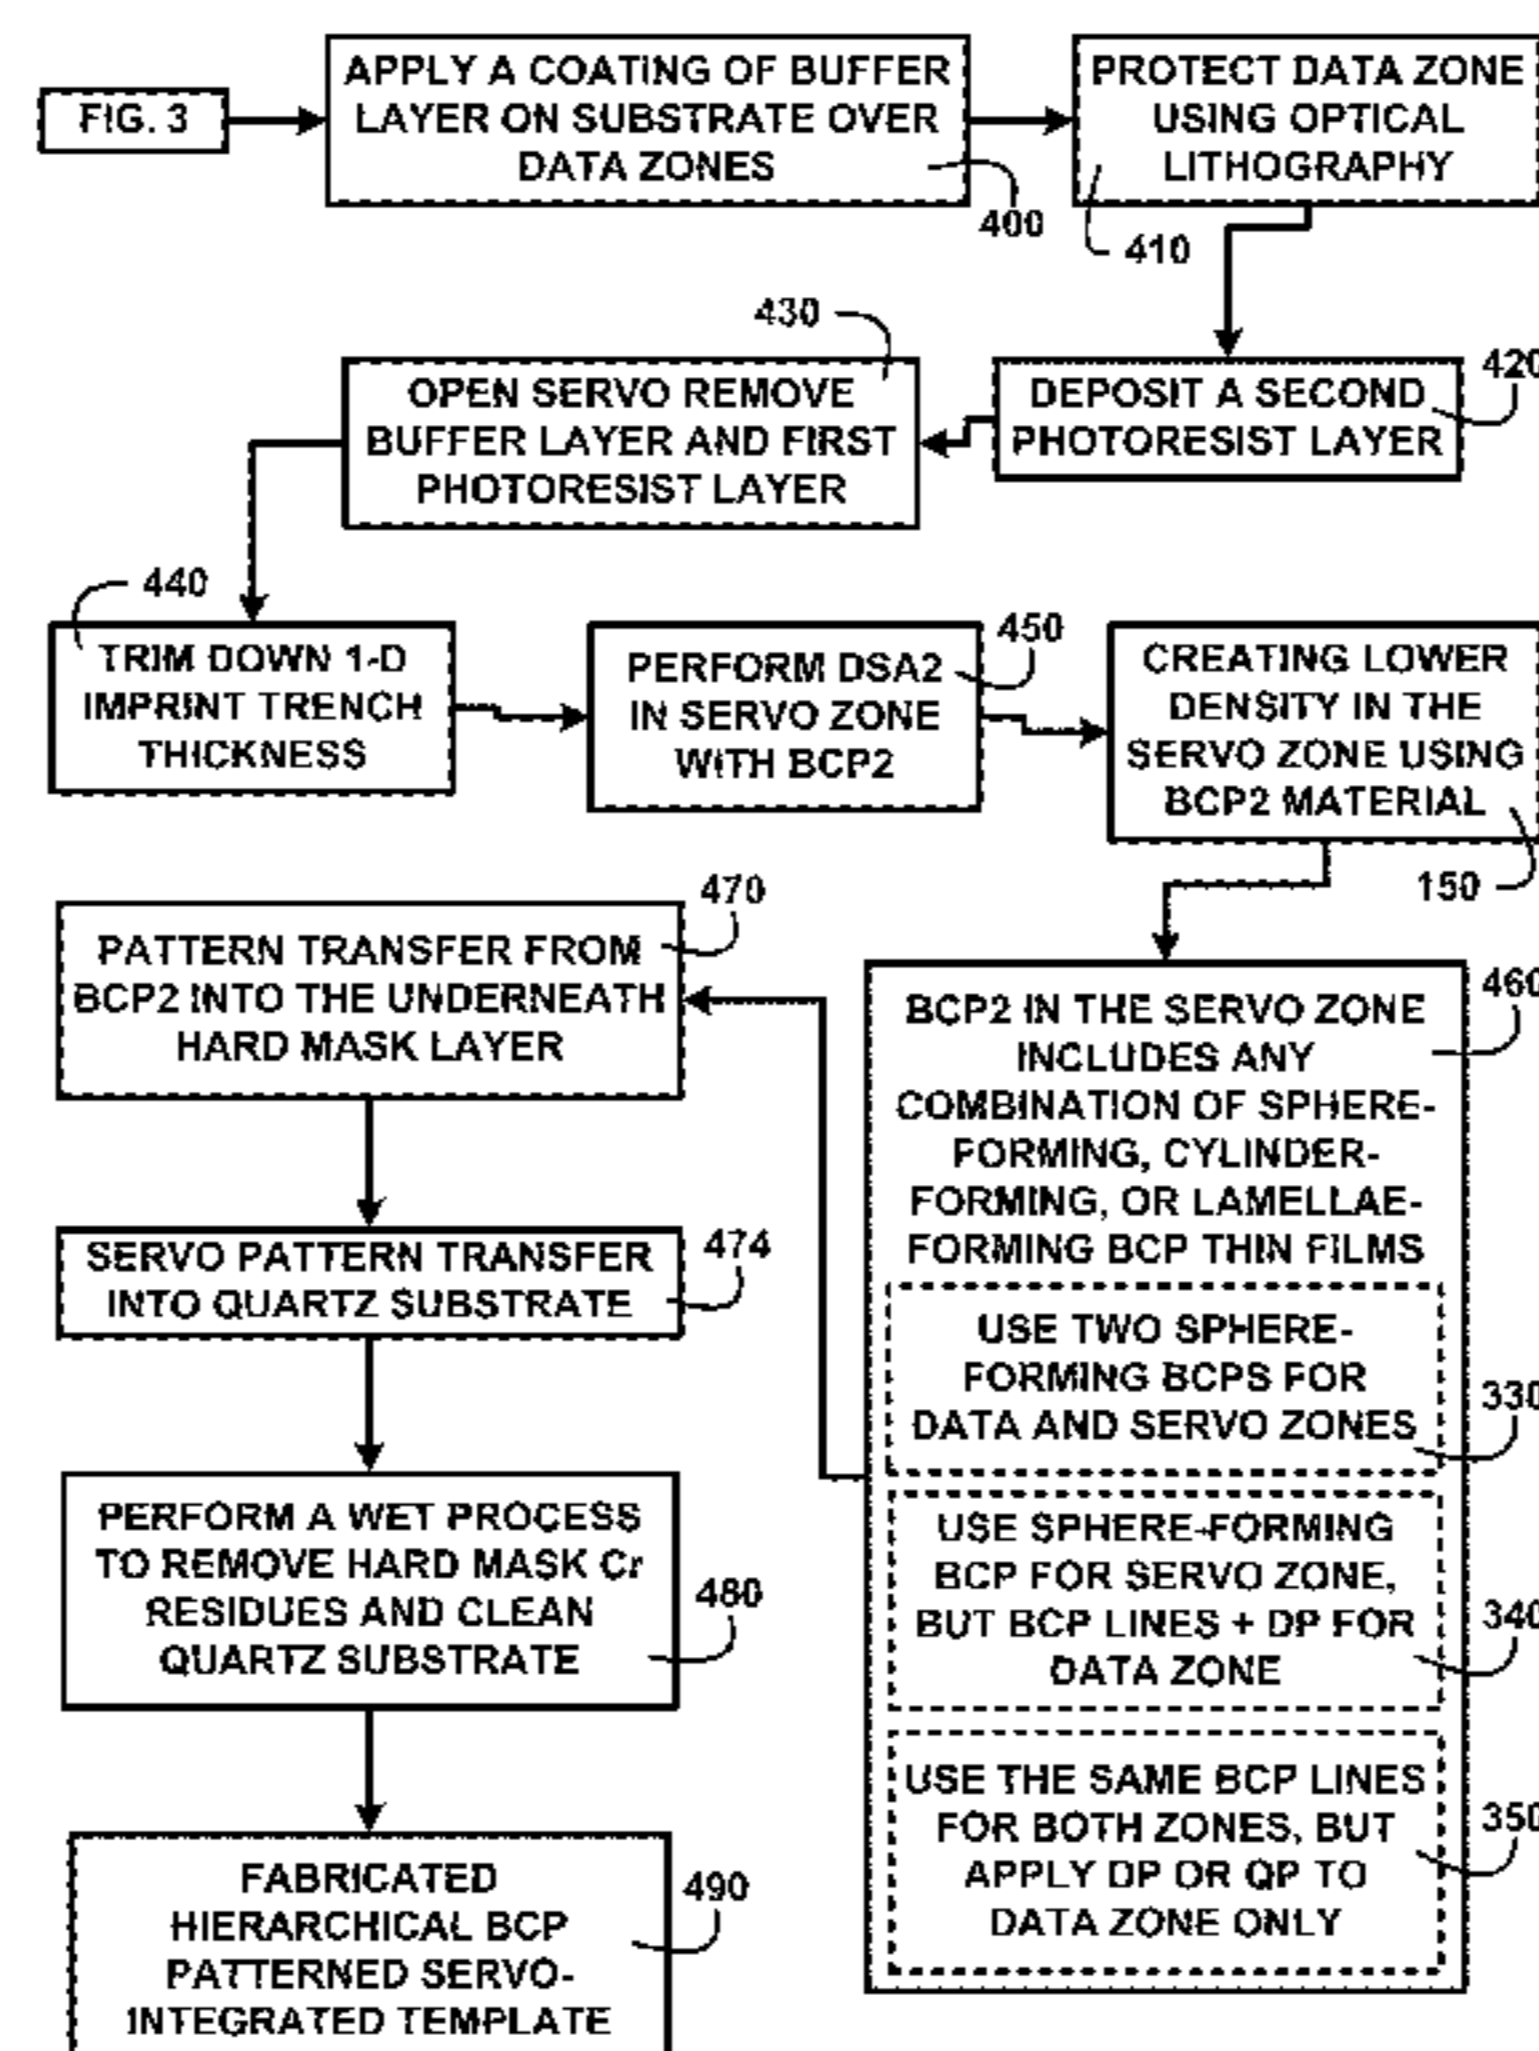 FIG. 3
APPLY A COATING OF BUFFER
LAYER ON SUBSTRATE OVER
DATA ZONES
400
PROTECT DATA ZONE
USING OPTICAL
LITHOGRAPHY
410
DEPOSIT A SECOND
PHOTORESIST LAYER
420
430
OPEN SERVO REMOVE
BUFFER LAYER AND FIRST
PHOTORESIST LAYER
440
TRIM DOWN 1-D
IMPRINT TRENCH
THICKNESS
PERFORM DSA2
IN SERVO ZONE
WITH BCP2
450
CREATING LOWER
DENSITY IN THE
SERVO ZONE USING
BCP2 MATERIAL
150
BCP2 IN THE SERVO ZONE
INCLUDES ANY
COMBINATION OF SPHERE-
FORMING, CYLINDER-
FORMING, OR LAMELLAE-
FORMING BCP THIN FILMS
460
USE TWO SPHERE-
FORMING BCPS FOR
DATA AND SERVO ZONES
330
USE SPHERE-FORMING
BCP FOR SERVO ZONE,
BUT BCP LINES + DP FOR
DATA ZONE
340
USE THE SAME BCP LINES
FOR BOTH ZONES, BUT
APPLY DP OR QP TO
DATA ZONE ONLY
350
470
PATTERN TRANSFER FROM
BCP2 INTO THE UNDERNEATH
HARD MASK LAYER
SERVO PATTERN TRANSFER
INTO QUARTZ SUBSTRATE
474
PERFORM A WET PROCESS
TO REMOVE HARD MASK Cr
RESIDUES AND CLEAN
QUARTZ SUBSTRATE
480
FABRICATED
HIERARCHICAL BCP
PATTERNED SERVO-
INTEGRATED TEMPLATE
490